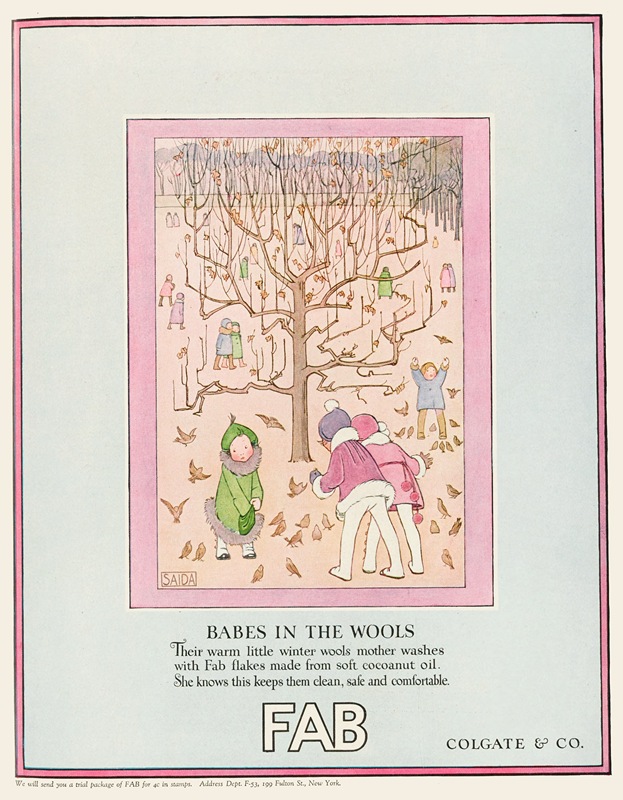 SAIDA
BABES IN THE WOOLS
Their warm little winter wools mother washes
with Fab flakes made from soft cocoanut oil.
She knows this keeps them clean, safe and comfortable.
FAB
COLGATE & CO.
We will send you a trial package of FAB for 4c in stamps. Address Dept. F-53, 199 Fulton St., New York.